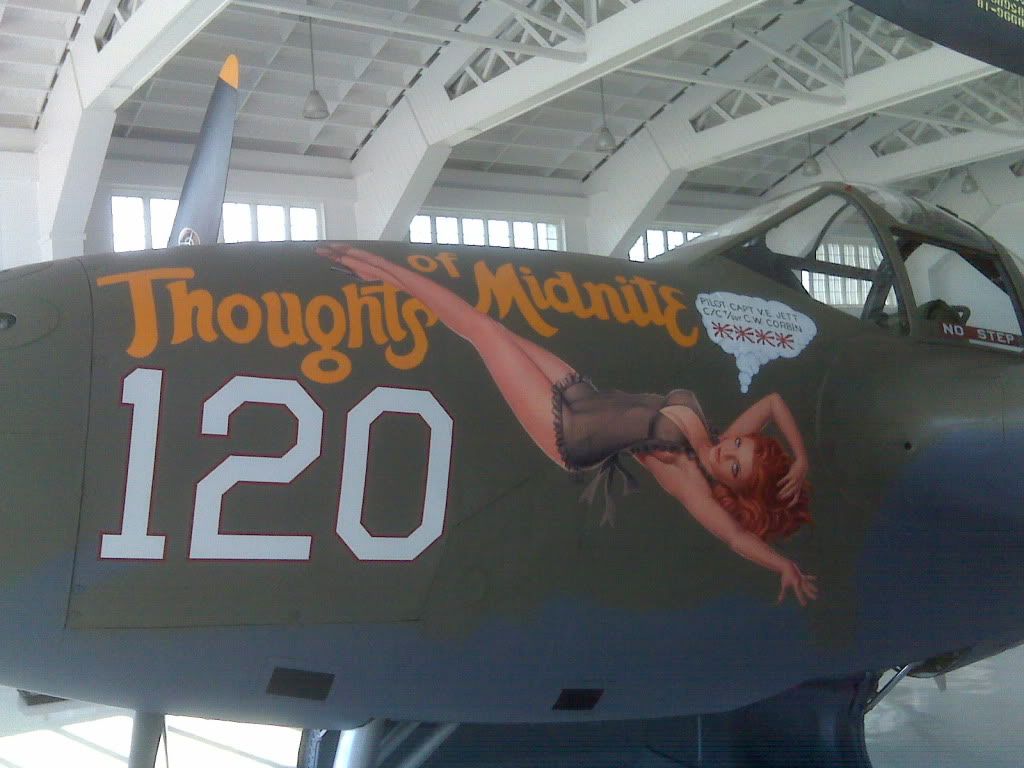 Thoughts of Midnite
120
PILOT CAPT V.E. JETT
C/C T/SGT C.W. CORBIN
NO STEP